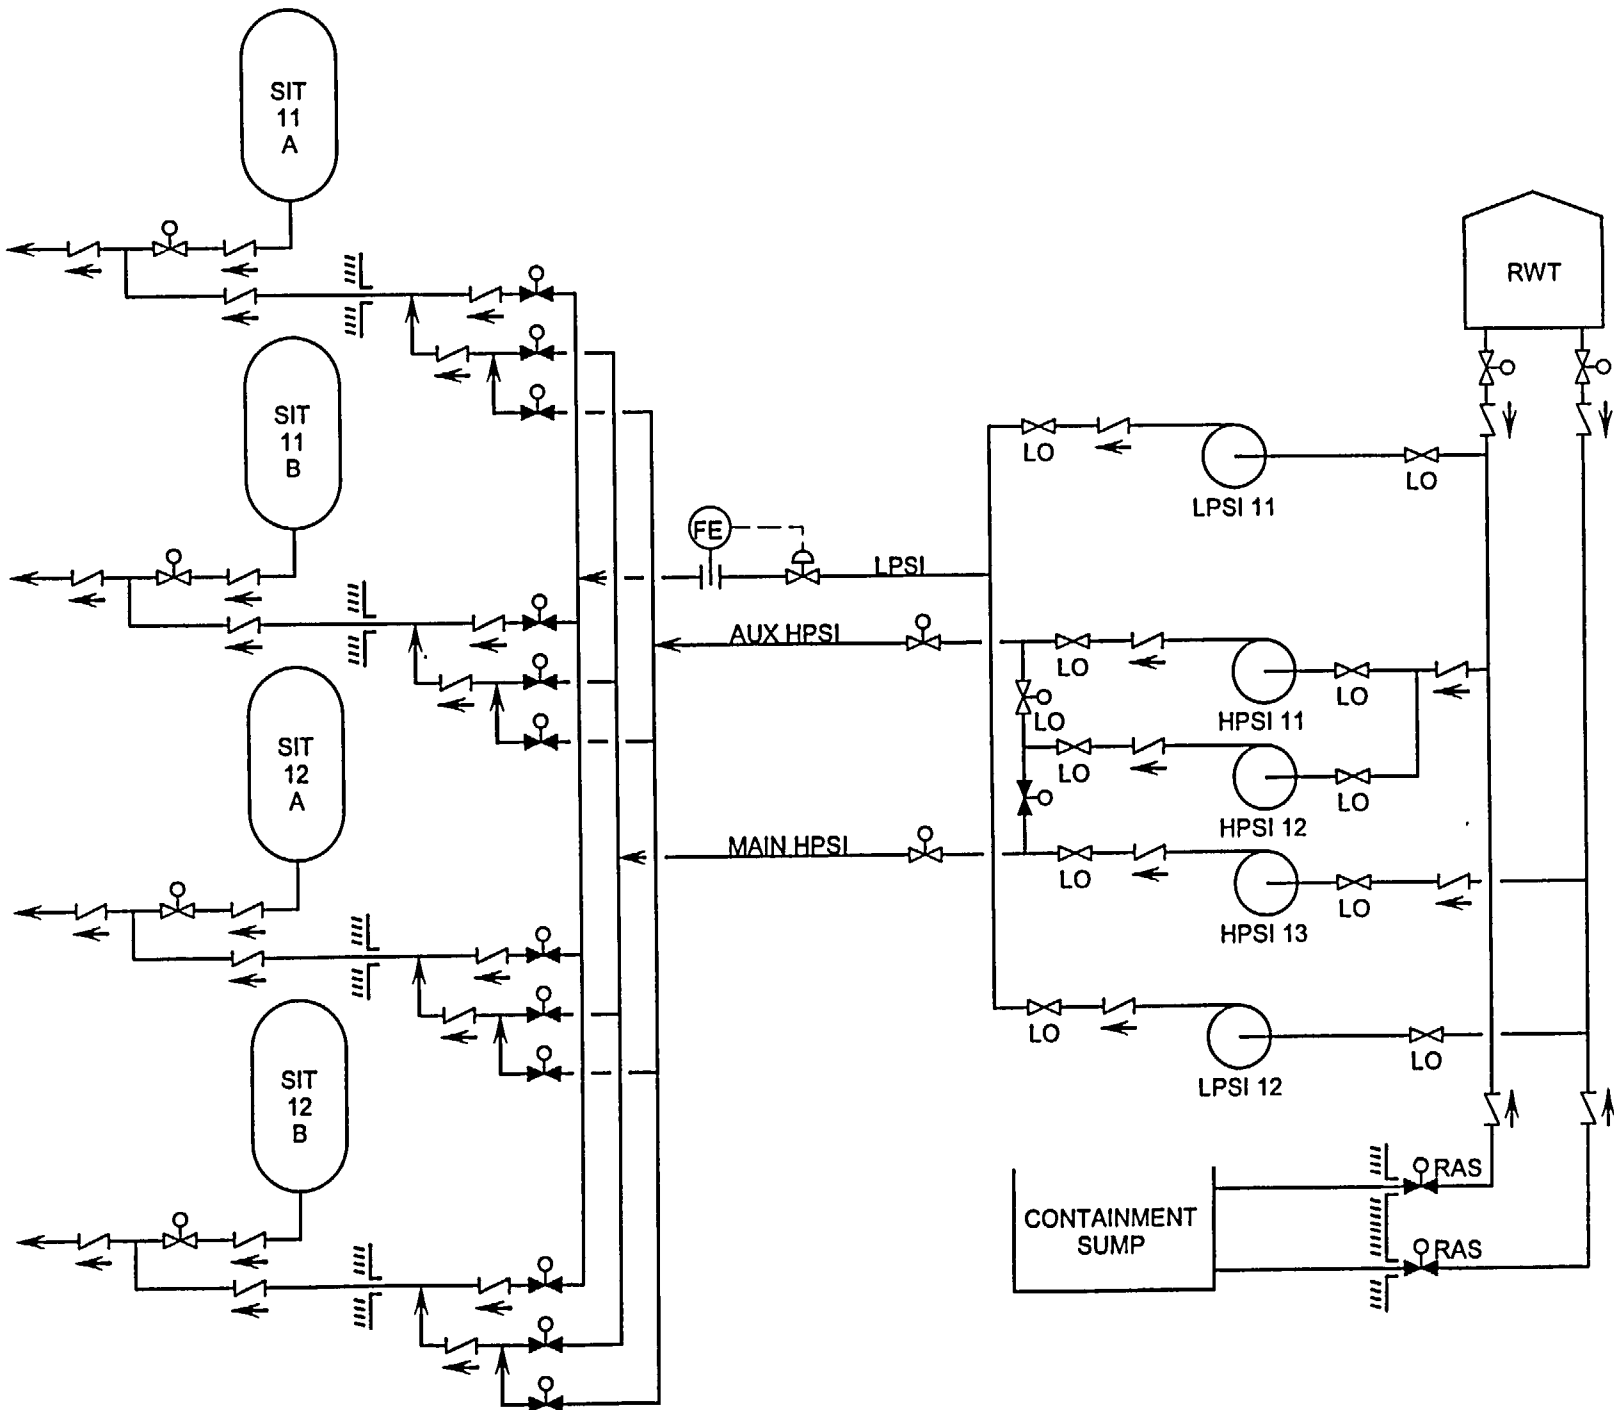 SIT
11
A
RWT
SIT
11
B
LO
LO
LPSI 11
FE
LPSI
AUX HPSI
LO
LO
HPSI 11
LO
SIT
12
A
LO
LO
HPSI 12
MAIN HPSI
LO
LO
HPSI 13
SIT
12
B
LO
LO
LPSI 12
RAS
CONTAINMENT
SUMP
RAS